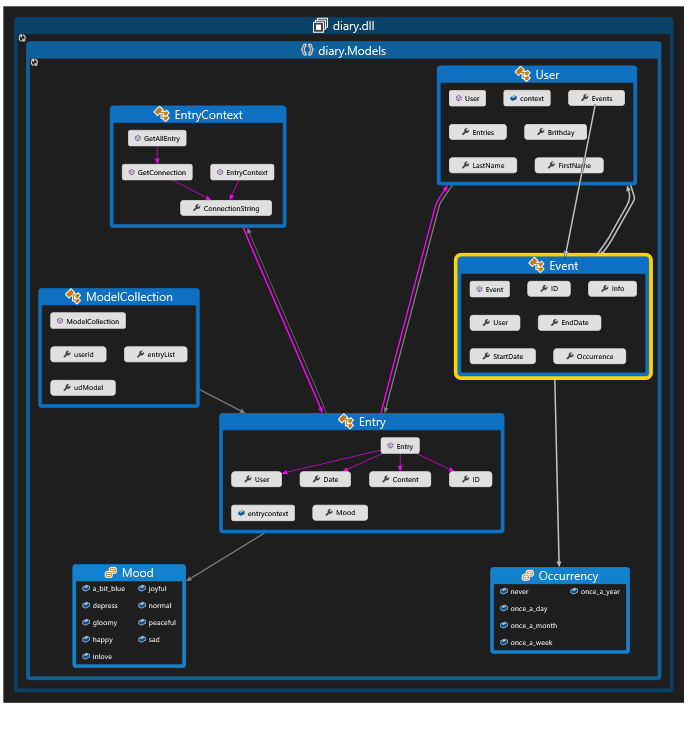 diary.dll
diary.Models
User
User context Events
Entries Brithday
LastName FirstName
EntryContext
GetAllEntry
GetConnection EntryContext
ConnectionString
Event
Event ID Info
User EndDate
StartDate Occurrence
ModelCollection
ModelCollection
userId entryList
udModel
Entry
Entry
User Date Content ID
entrycontext Mood
Mood
a_bit_blue joyful
depress normal
gloomy peaceful
happy sad
inlove
Occurrency
never once_a_year
once_a_day
once_a_month
once_a_week